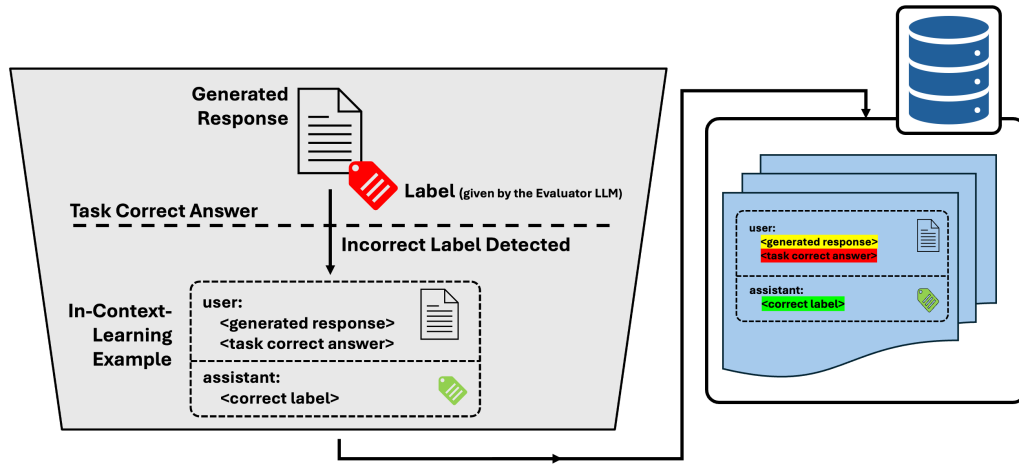 Generated
Response
Label (given by the Evaluator LLM)
Task Correct Answer
Incorrect Label Detected
In-Context-
Learning
Example
user:
<generated response>
<task correct answer>
assistant:
<correct label>
user:
<generated response>
<task correct answer>
assistant:
<correct label>